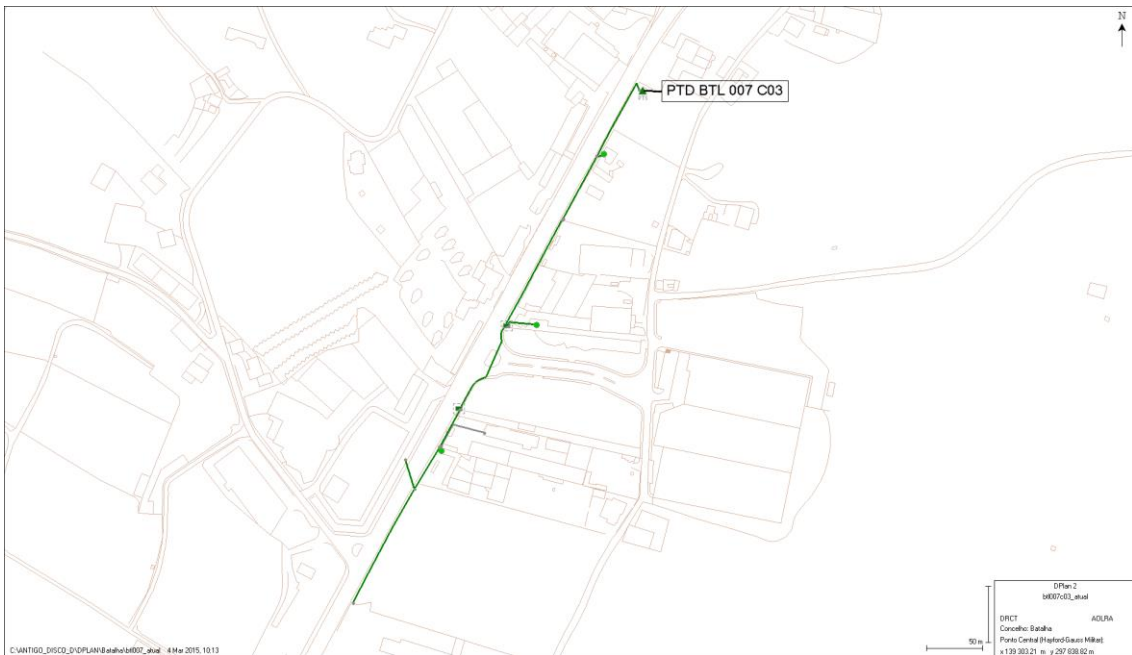 N
PTD BTL 007 C03
50 m
DPlan 2
btl007c03_atual
DRCT AOLRA
Concelho: Batalha
Ponto Central (Hayford-Gauss Militar):
x 139 303.21 m y 297 838.82 m
C:\ANTIGO_DISCO_D\DPLAN\Batalha\btl007_atual 4 Mar 2015, 10:13